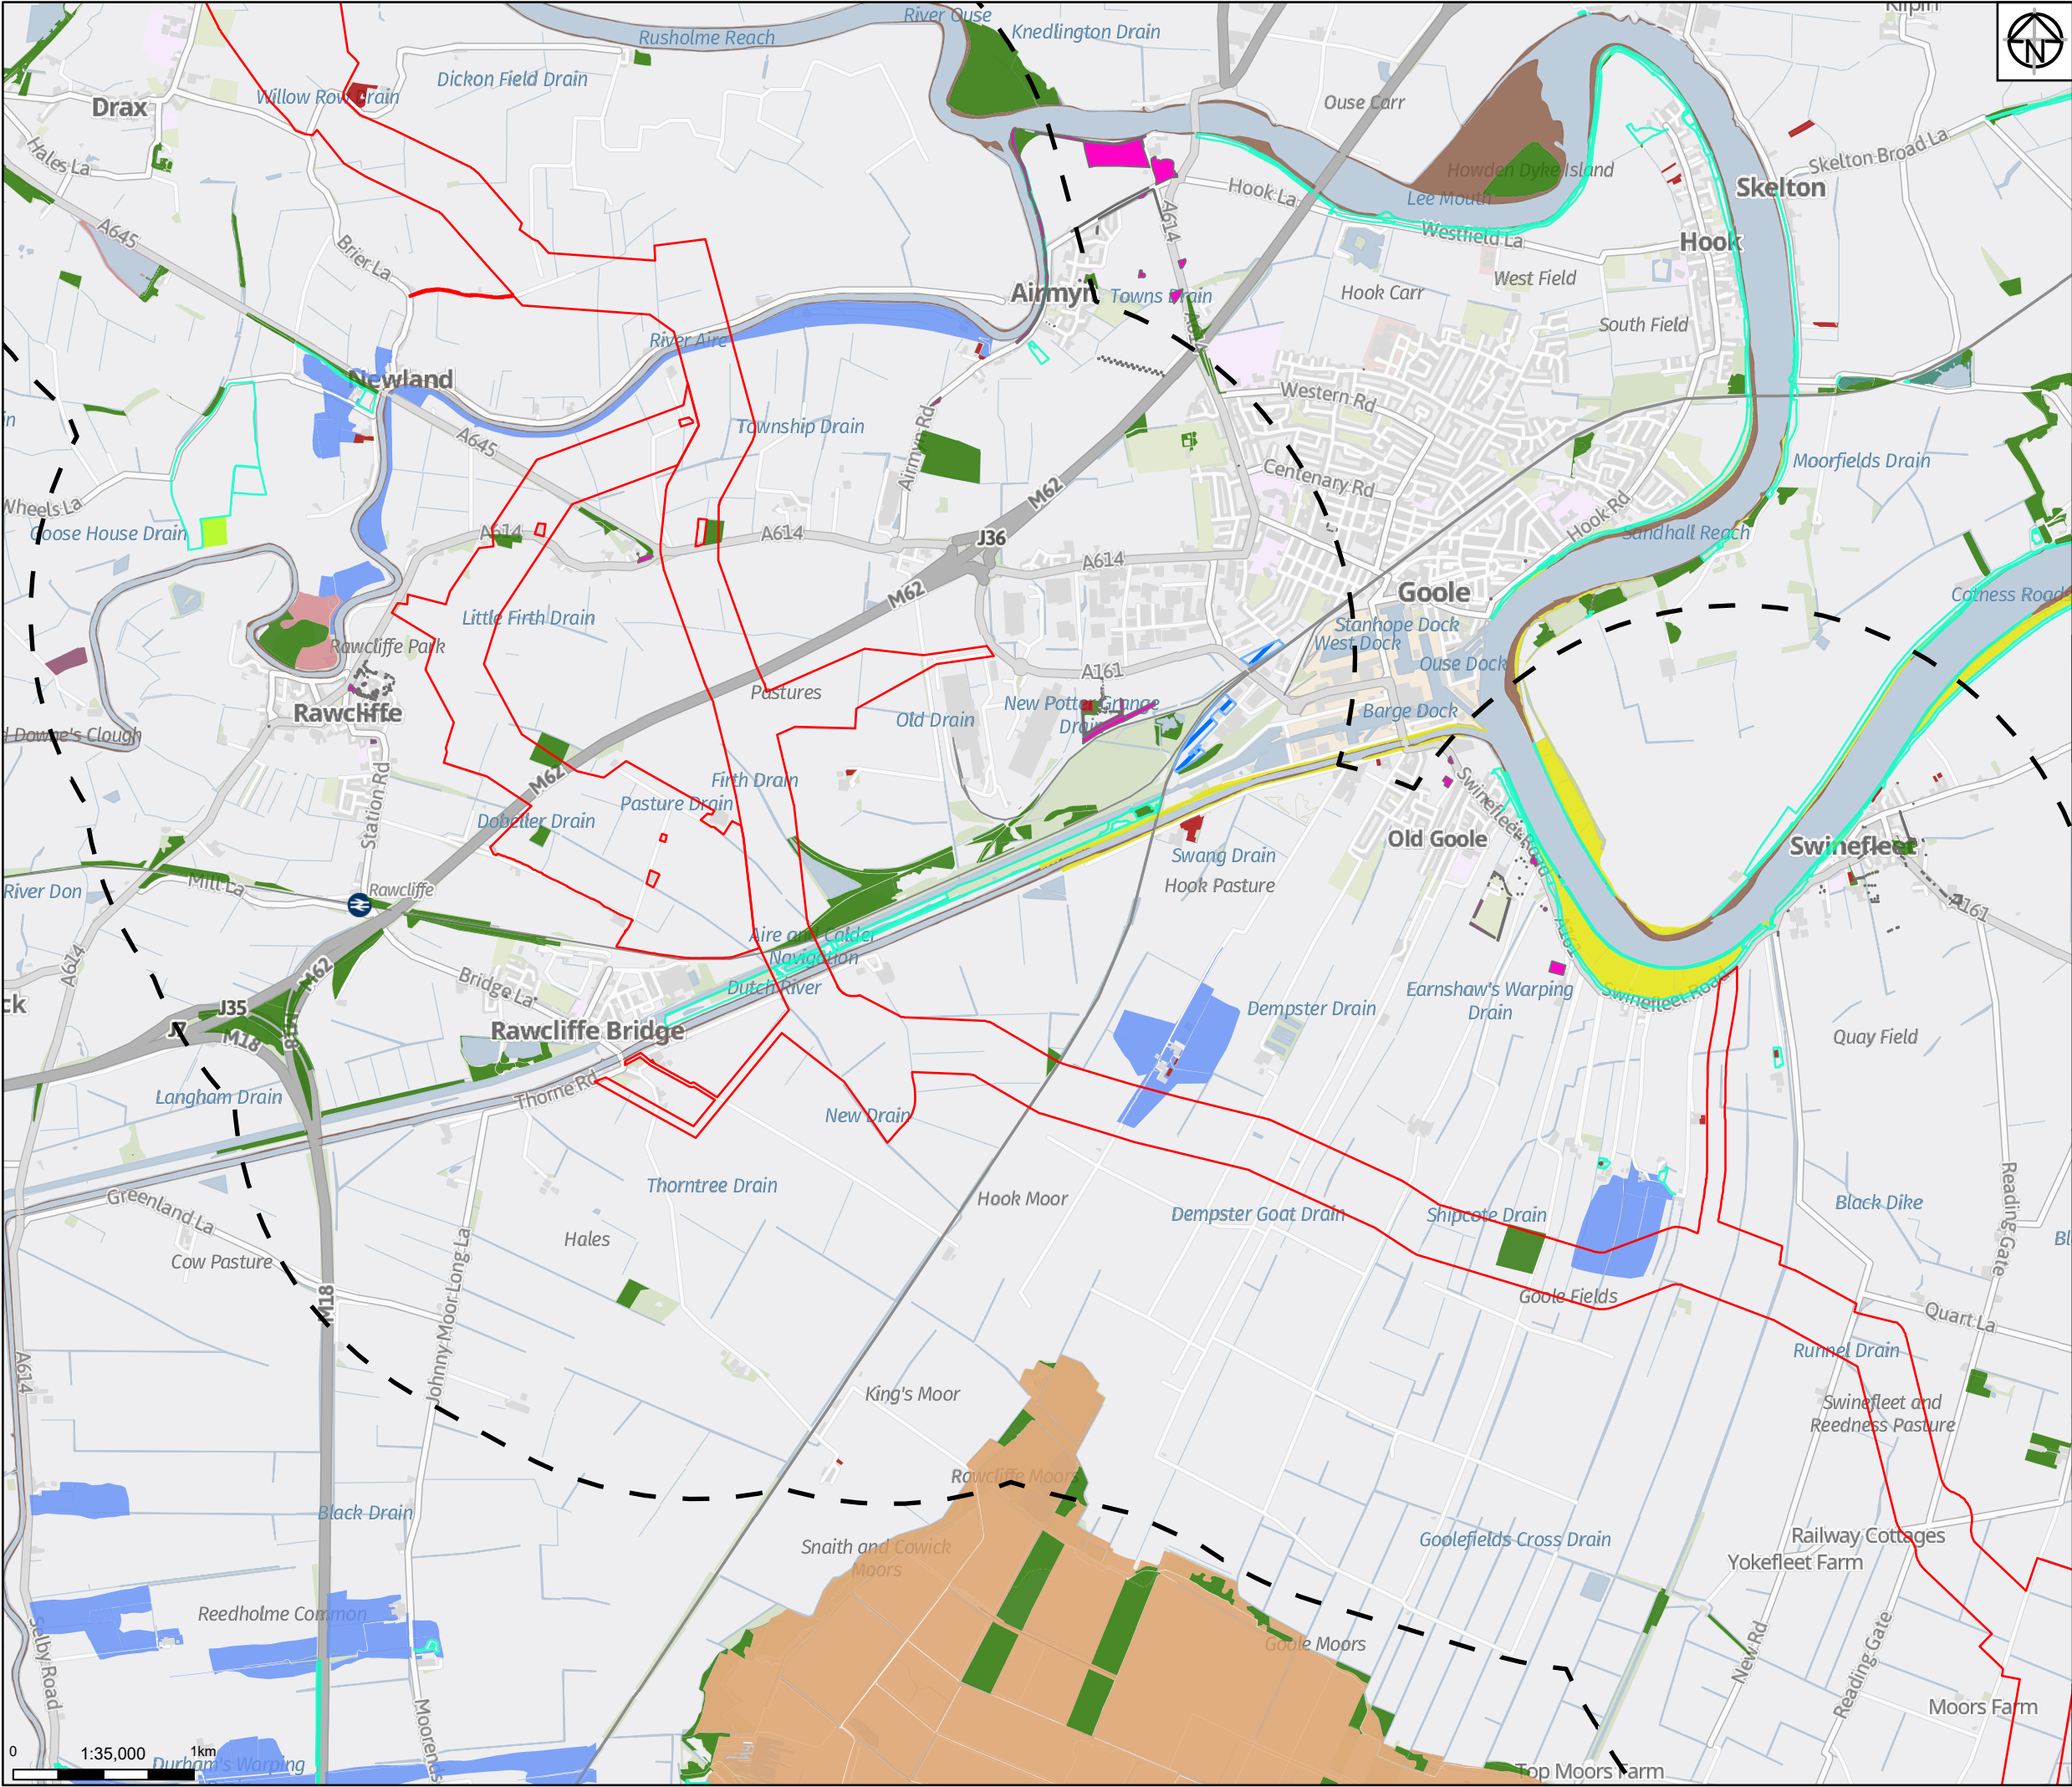 River Ouse
Kilpin
Rusholme Reach
Knedlington Drain
N
Dickon Field Drain
Willow Row Drain
Drax
Ouse Carr
Hales La
Skelton Broad La
Howden Dyke Island
Skelton
Hook La
Lee Mouth
A614
A645
Westfield La
Hook
Brier La
West Field
Airmyn
Towns Drain
Hook Carr
South Field
River Aire
Newland
Western Rd
Township Drain
A645
Airmyn Rd
Moorfields Drain
Centenary Rd
M62
Wheels La
Goose House Drain
A614
A614
J36
Hook Rd
Sandhall Reach
A614
M62
Goole
Little Firth Drain
Stanhope Dock
West Dock
Rawcliffe Park
Ouse Dock
A161
Pastures
New Potter Grange
Drain
Old Drain
Barge Dock
Rawcliffe
d Downe's Clough
Firth Drain
M62
Pasture Drain
Station Rd
Dobeller Drain
Swinefleet Road
Old Goole
Swinefleet
Swang Drain
Hook Pasture
River Don
Mill La
Rawcliffe
A161
A161
Aire and Calder
Navigation
A614
M62
Bridge La
Dutch River
Earnshaw's Warping
Drain
Swinefleet Road
ck
J35
J7
M18
Dempster Drain
Rawcliffe Bridge
Quay Field
Langham Drain
Thorne Rd
New Drain
Thorntree Drain
Hook Moor
Greenland La
Dempster Goat Drain
Shipcote Drain
Black Dike
Reading Gate
Bl
Hales
Cow Pasture
M18
Goole Fields
Quart La
Johnny Moor Long La
Runnel Drain
A614
King's Moor
Swinefleet and
Reedness Pasture
Rawcliffe Moors
Black Drain
Goolefields Cross Drain
Railway Cottages
Snaith and Cowick
Moors
Yokefleet Farm
Reedholme Common
Goole Moors
Selby Road
New Rd
Reading Gate
Moors Farm
Moorends
0
1:35,000
1km
Durham's Warping
Top Moors Farm